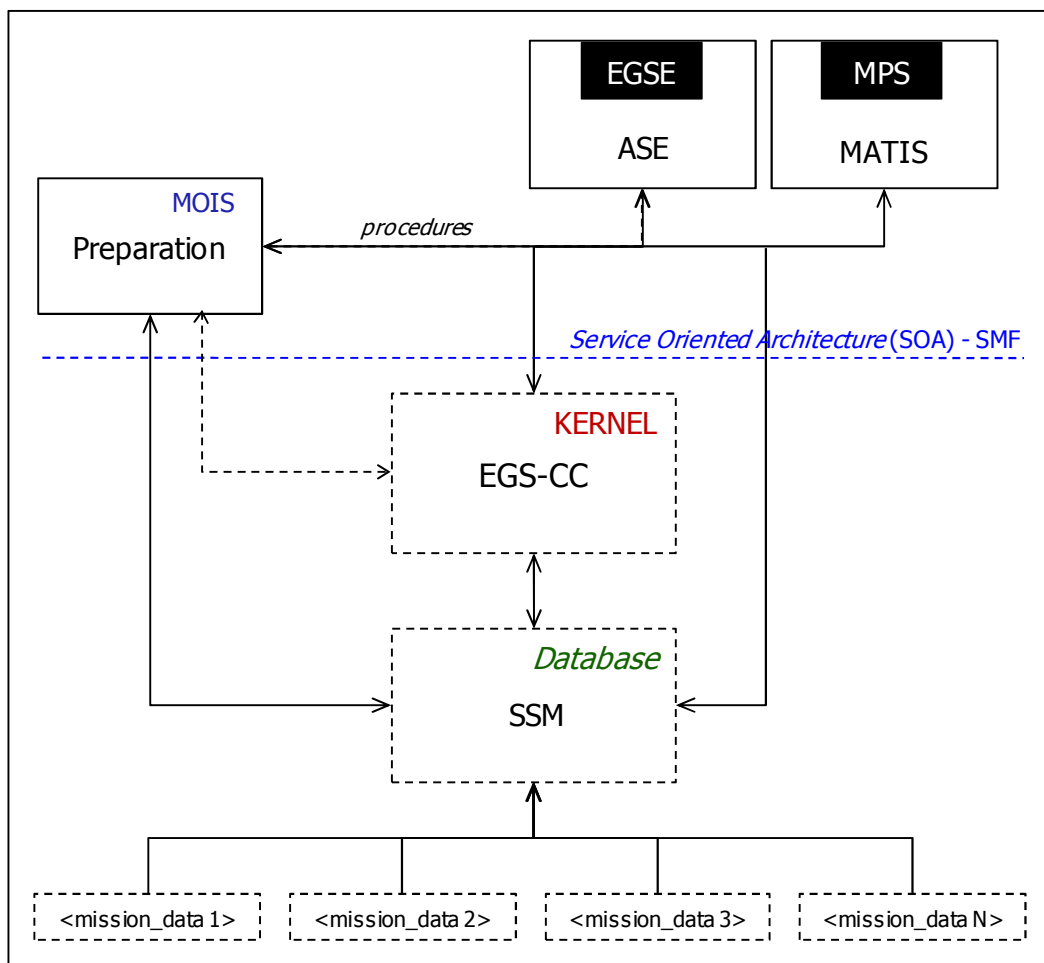 EGSE
MPS
ASE
MATIS
MOIS
Preparation
procedures
Service Oriented Architecture (SOA) - SMF
KERNEL
EGS-CC
Database
SSM
<mission_data 1>
<mission_data 2>
<mission_data 3>
<mission_data N>